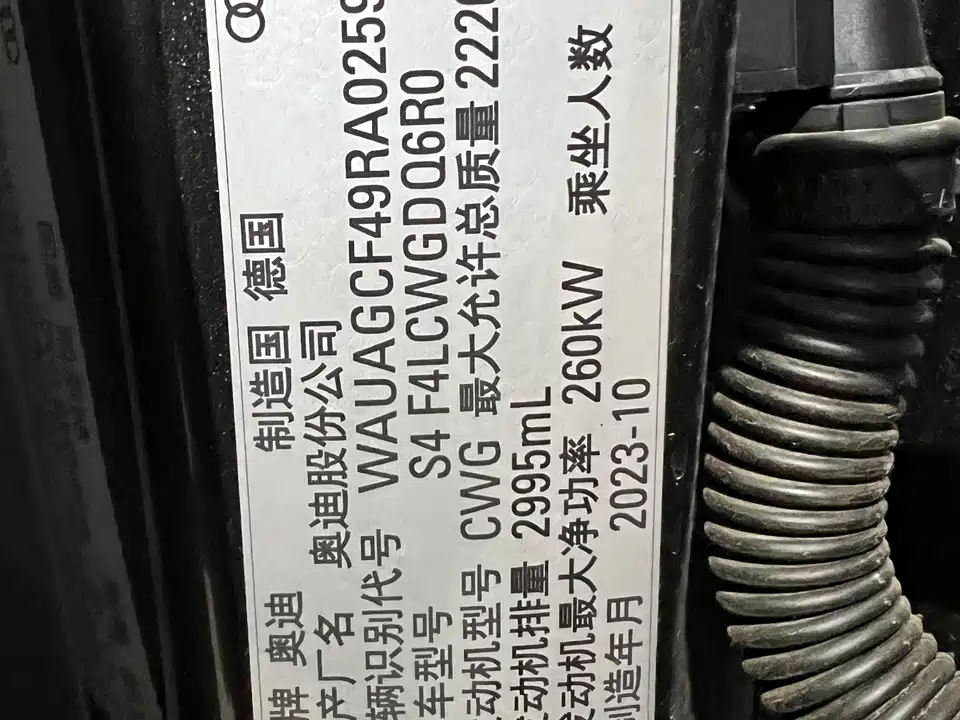 牌 奥迪 制造国 德国
产厂名 奥迪股份公司
辆识别代号 WAUAGCF49RA0259
车型号 S4 F4LCWGDQ6R0
动机型号 CWG 最大允许总质量 2220
发动机排量 2995mL
发动机最大净功率 260kW 乘坐人数
制造年月 2023-10